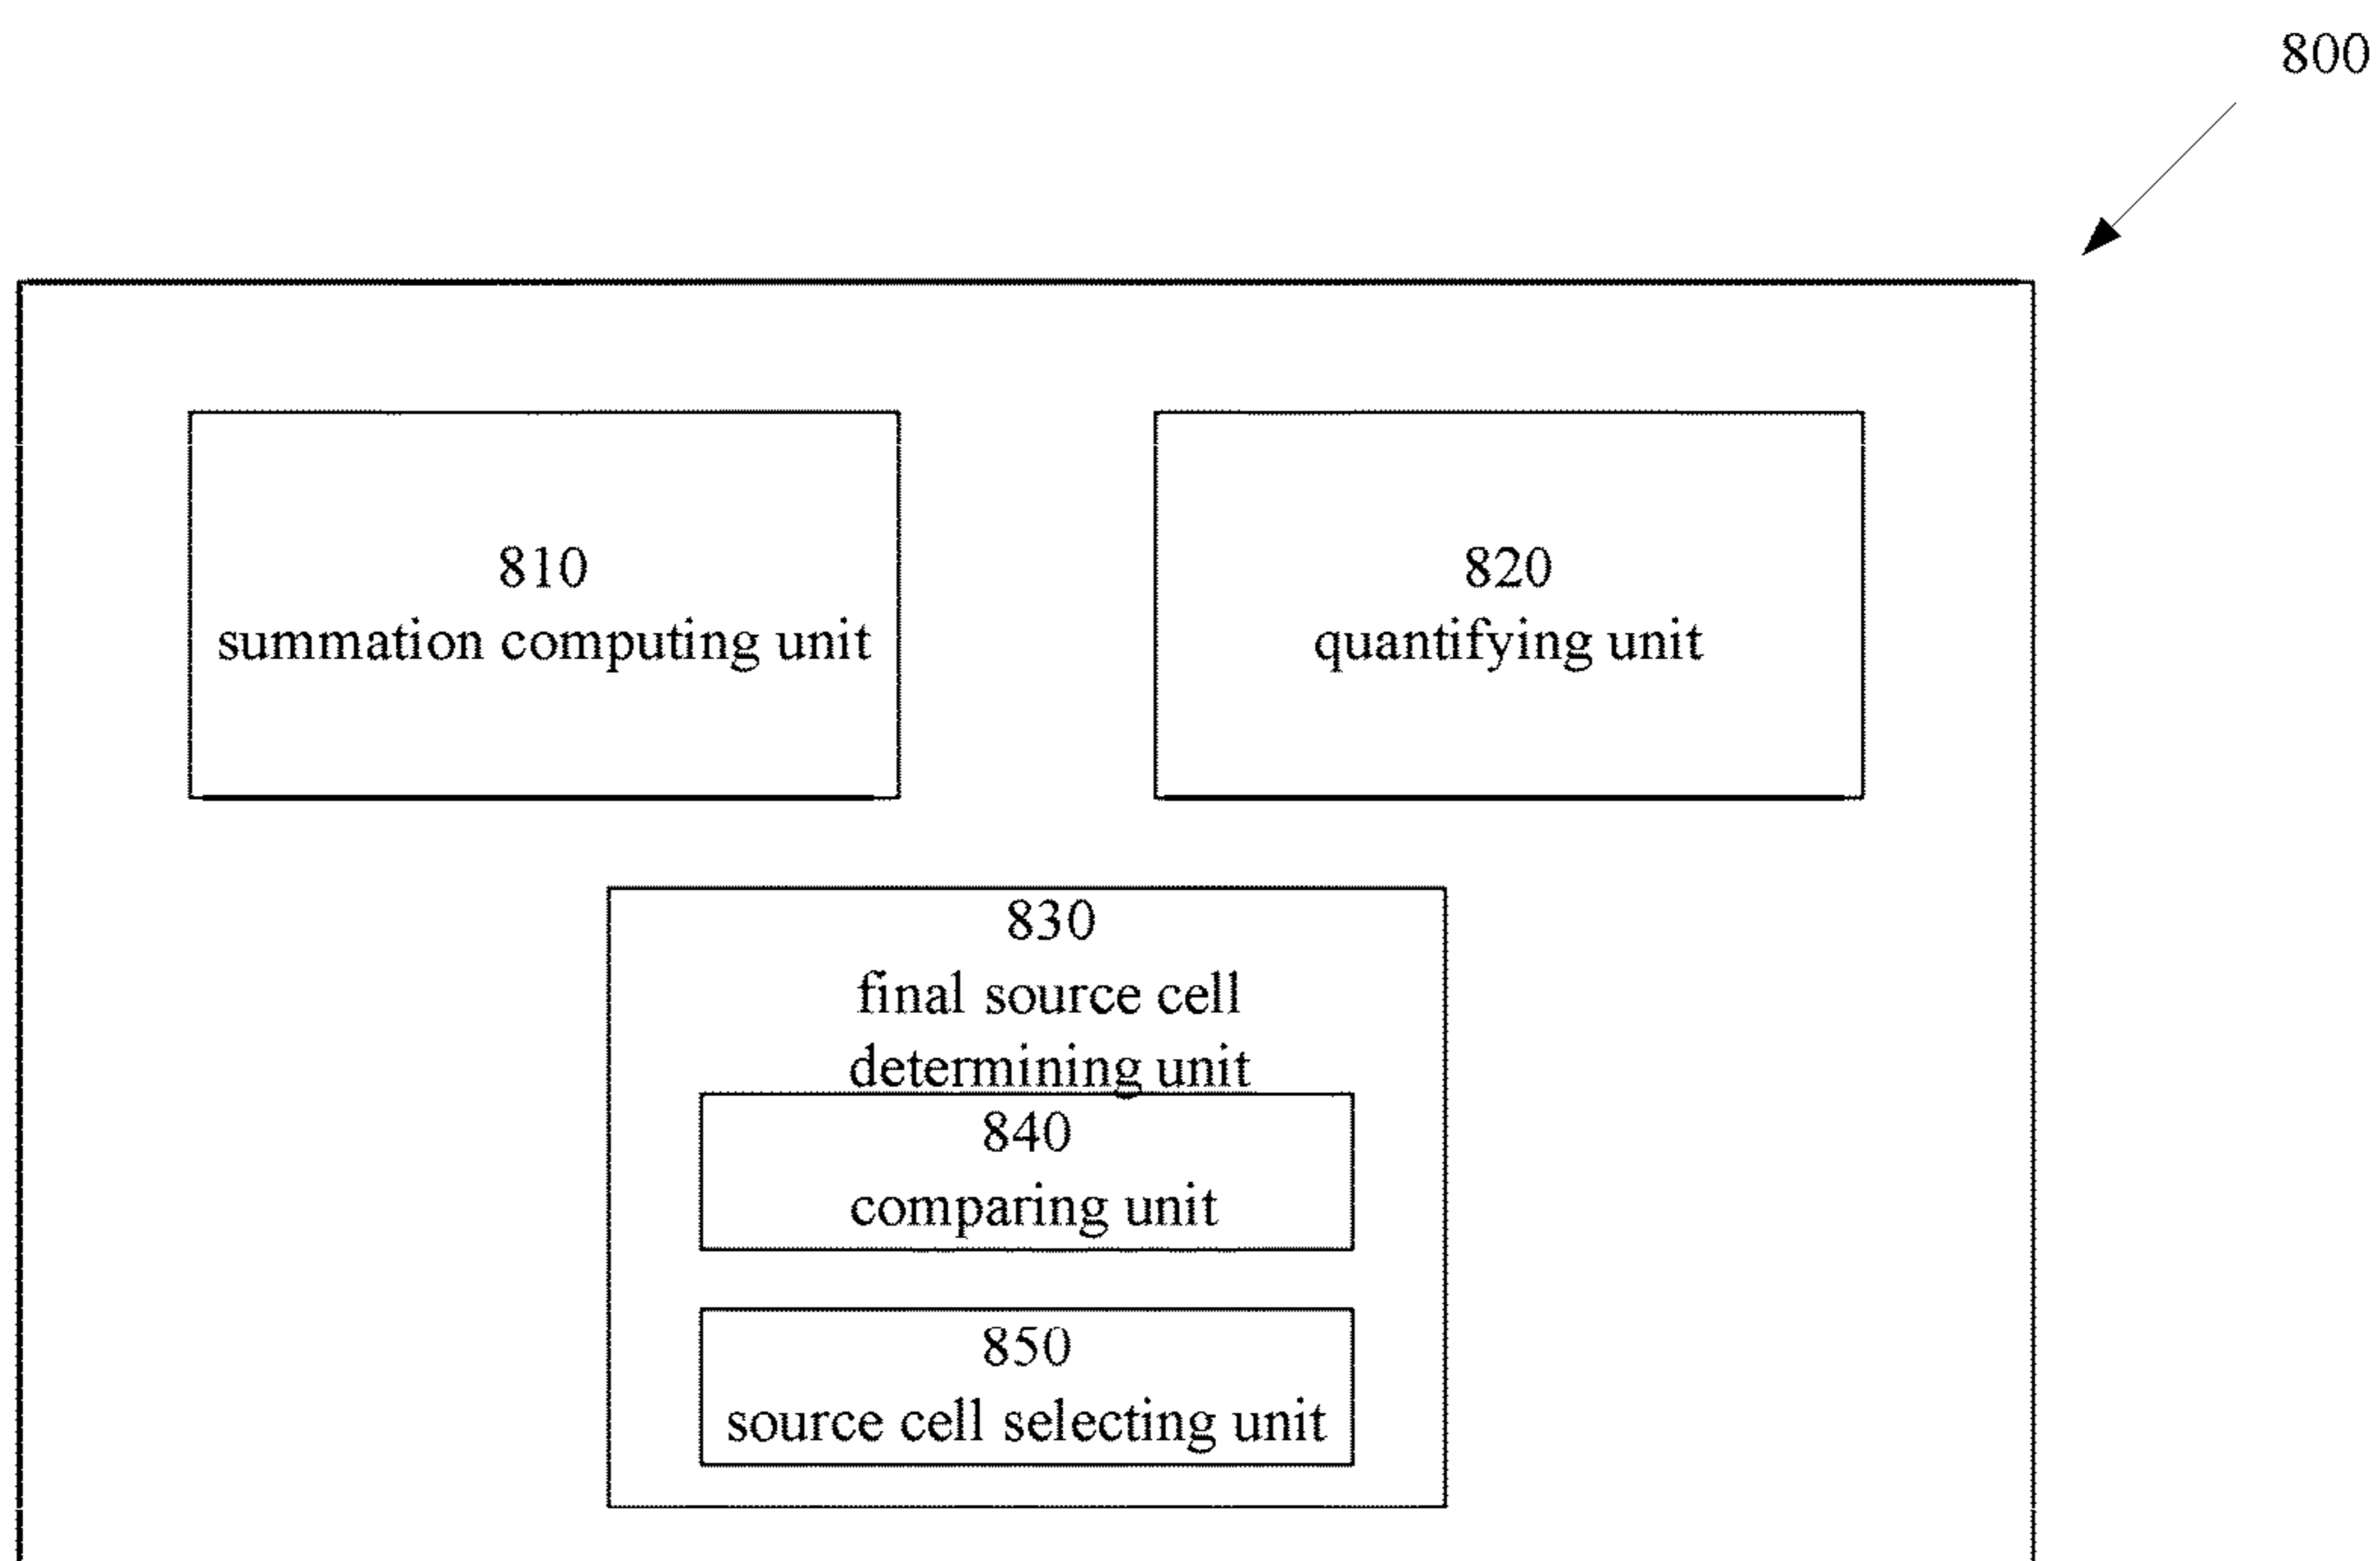 800
810
summation computing unit
820
quantifying unit
830
final source cell
determining unit
840
comparing unit
850
source cell selecting unit